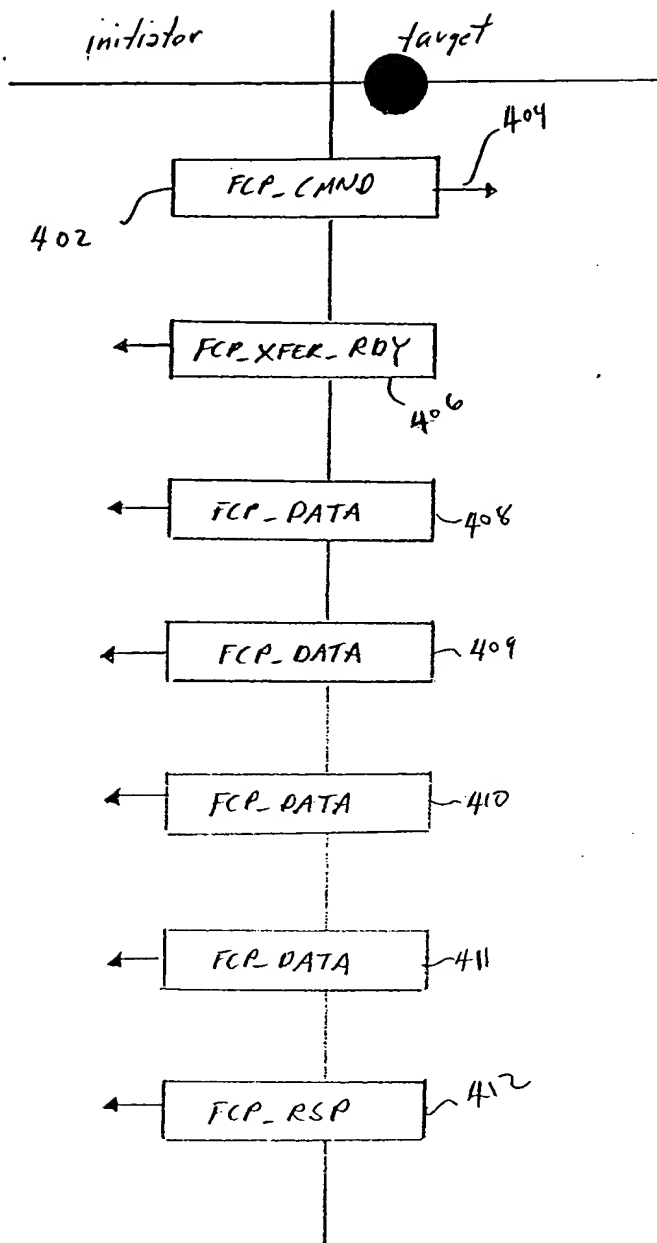 initiator target
404
FCP_CMND
402
FCP_XFER_RDY
406
FCP_DATA
408
FCP_DATA
409
FCP_DATA
410
FCP_DATA
411
FCP_RSP
412